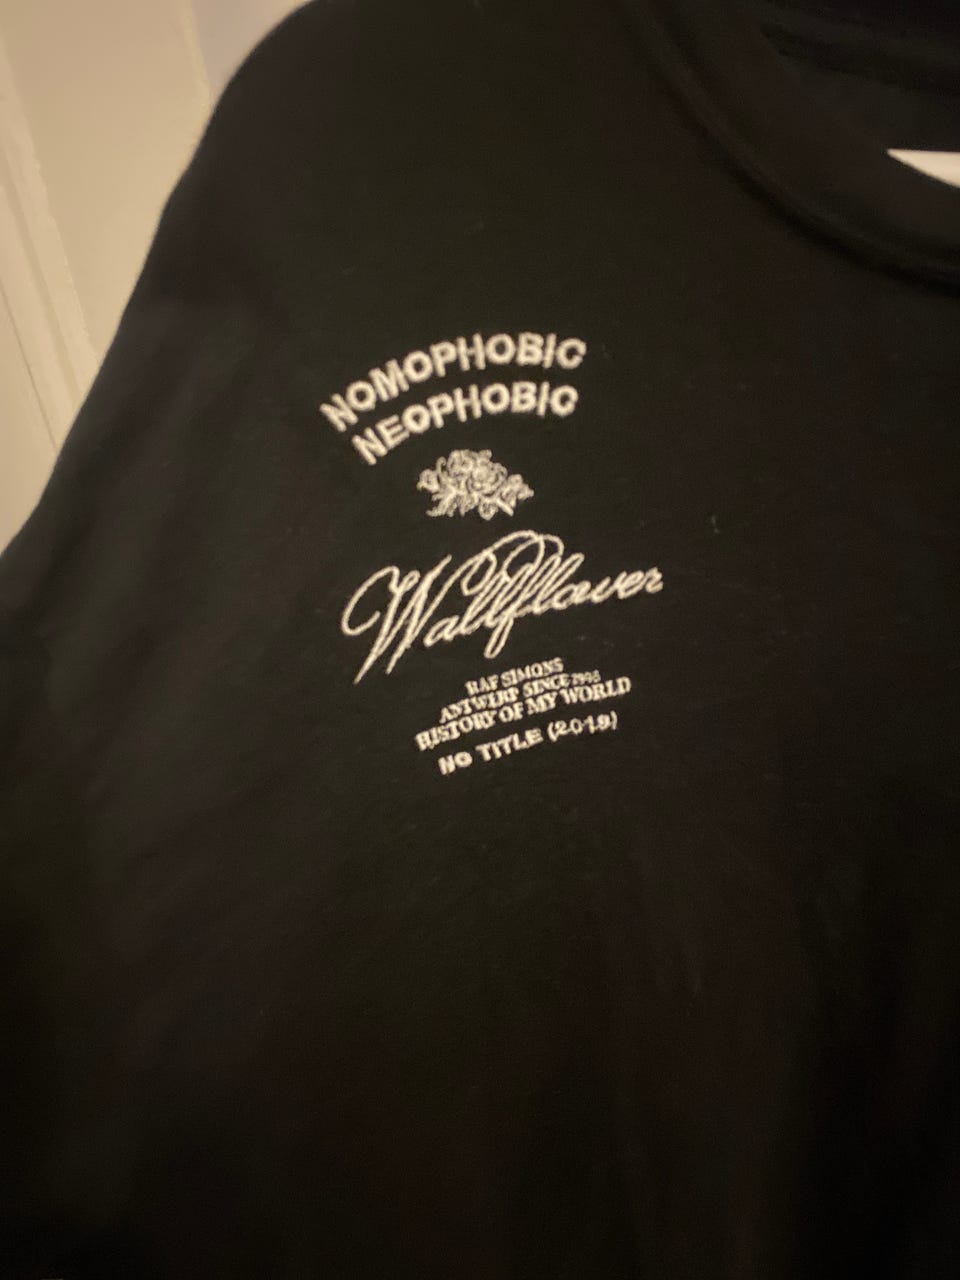 NOMOPHOBIC
NEOPHOBIC
Wallflower
RAF SIMONS
ANTWERP SINCE 1995
HISTORY OF MY WORLD
NO TITLE (2019)